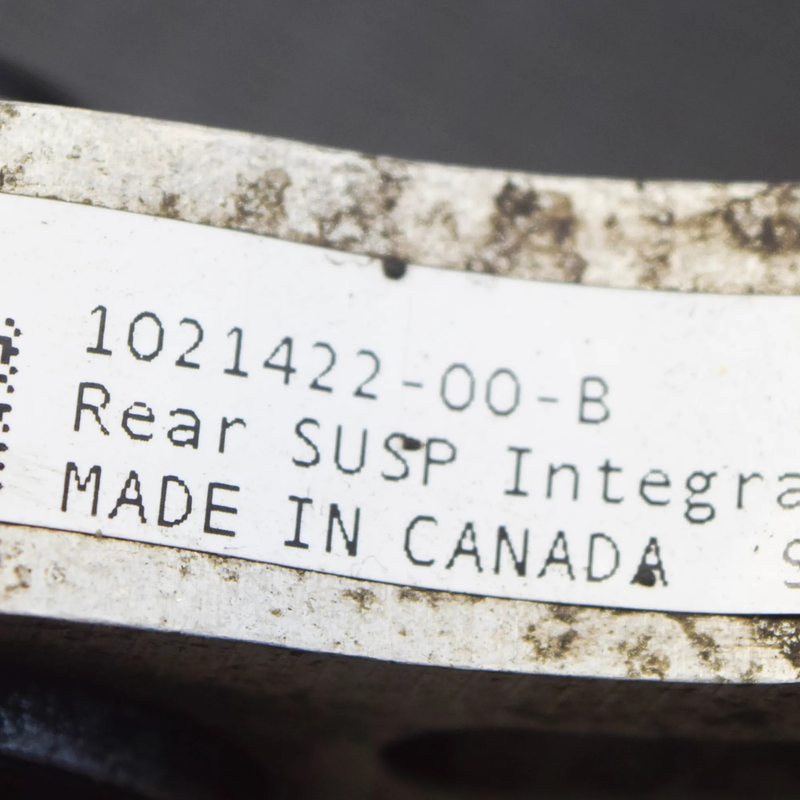 1021422-00-B
Rear SUSP Integra
MADE IN CANADA